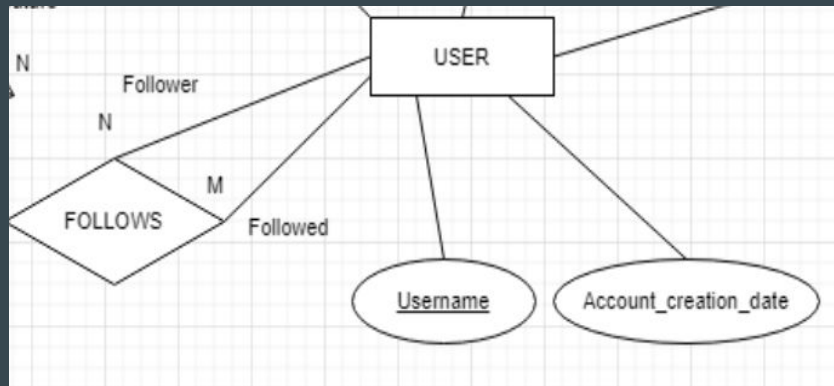 N
USER
Follower
N
M
FOLLOWS
Followed
Username
Account_creation_date